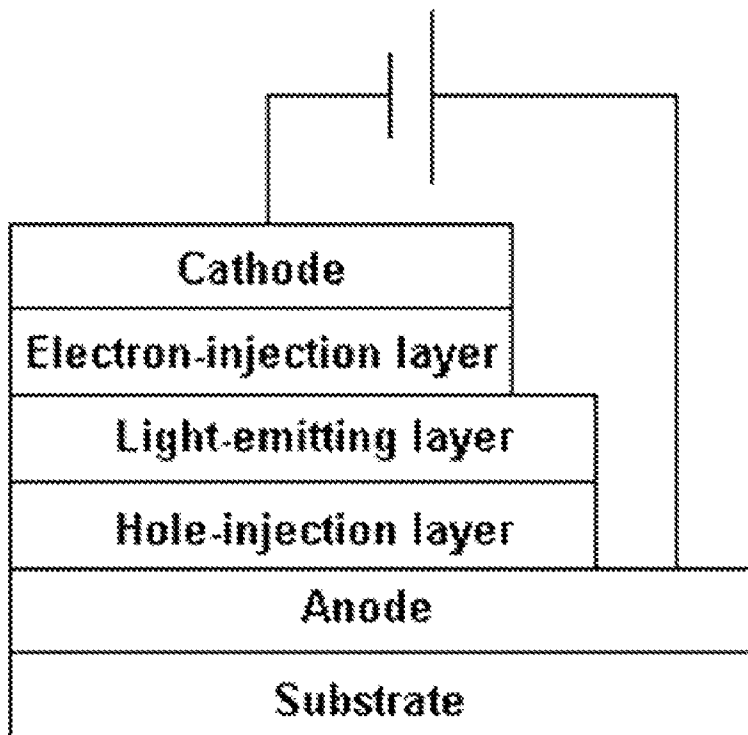 Cathode
Electron-injection layer
Light-emitting layer
Hole-injection layer
Anode
Substrate